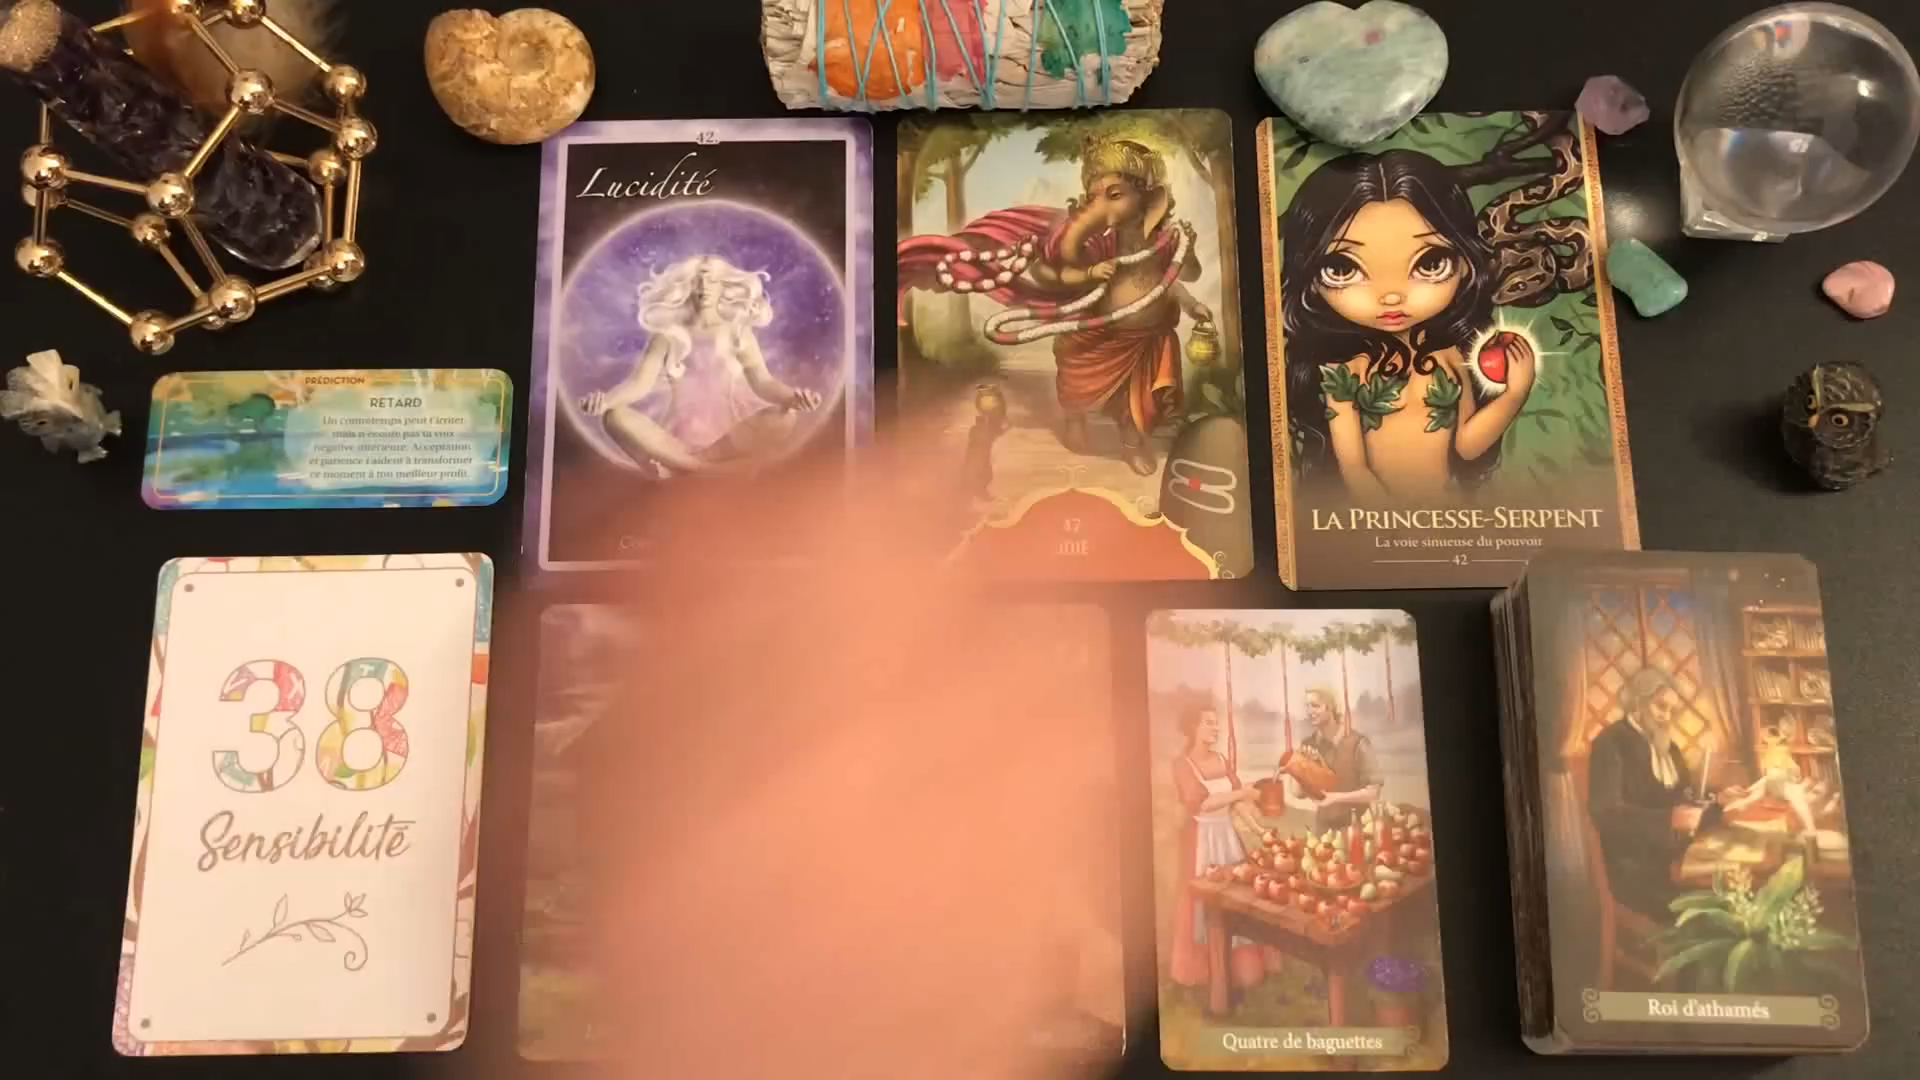 42.
Lucidité
47
JOIE
LA PRINCESSE-SERPENT
La voie sinueuse du pouvoir
42
PRÉDICTION
RETARD
Un contretemps peut t'irriter
mais n'écoute pas ta voix
négative intérieure. Acceptation
et patience t'aident à transformer
ce moment à ton meilleur profit.
38
Sensibilité
Quatre de baguettes
Roi d'athamés